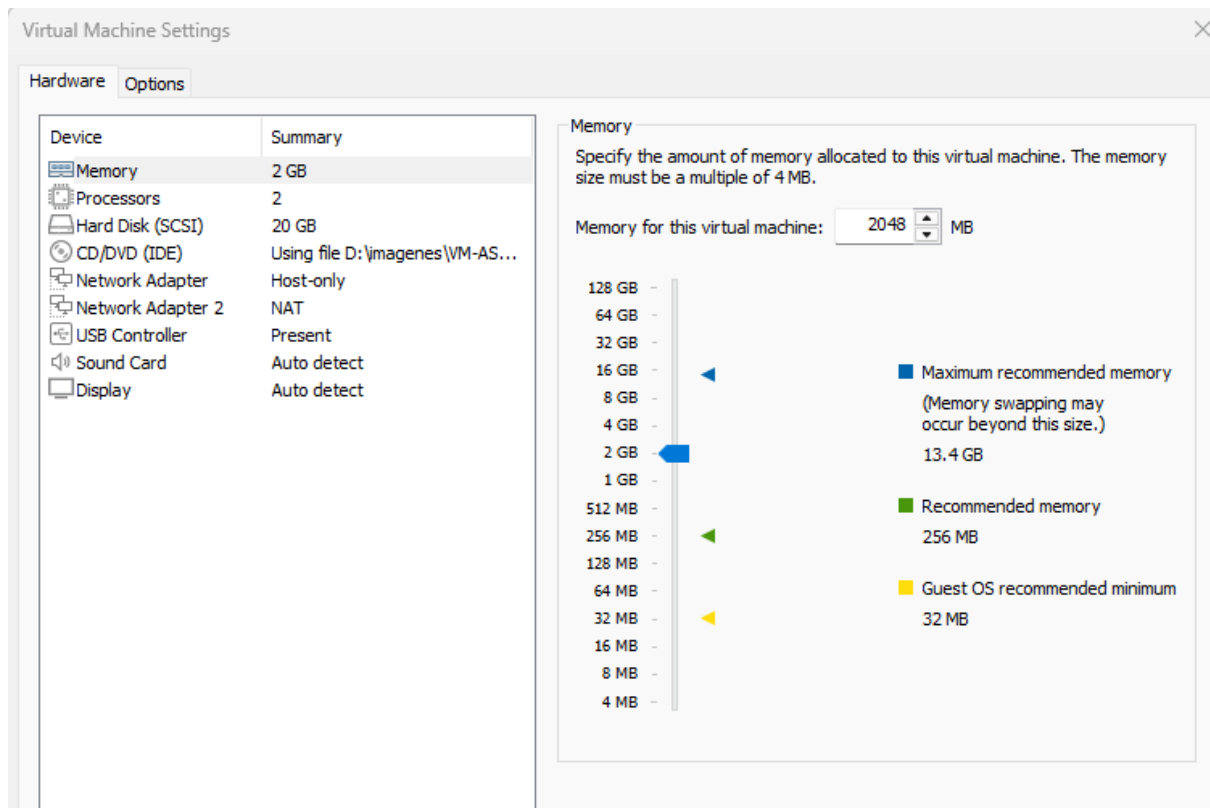 Virtual Machine Settings
Hardware Options
Device Summary
Memory 2 GB
Processors 2
Hard Disk (SCSI) 20 GB
CD/DVD (IDE) Using file D:\imagenes\VM-AS...
Network Adapter Host-only
Network Adapter 2 NAT
USB Controller Present
Sound Card Auto detect
Display Auto detect
Memory
Specify the amount of memory allocated to this virtual machine. The memory
size must be a multiple of 4 MB.
Memory for this virtual machine: 2048 MB
128 GB
64 GB
32 GB
16 GB
8 GB
4 GB
2 GB
1 GB
512 MB
256 MB
128 MB
64 MB
32 MB
16 MB
8 MB
4 MB
Maximum recommended memory
(Memory swapping may
occur beyond this size.)
13.4 GB
Recommended memory
256 MB
Guest OS recommended minimum
32 MB